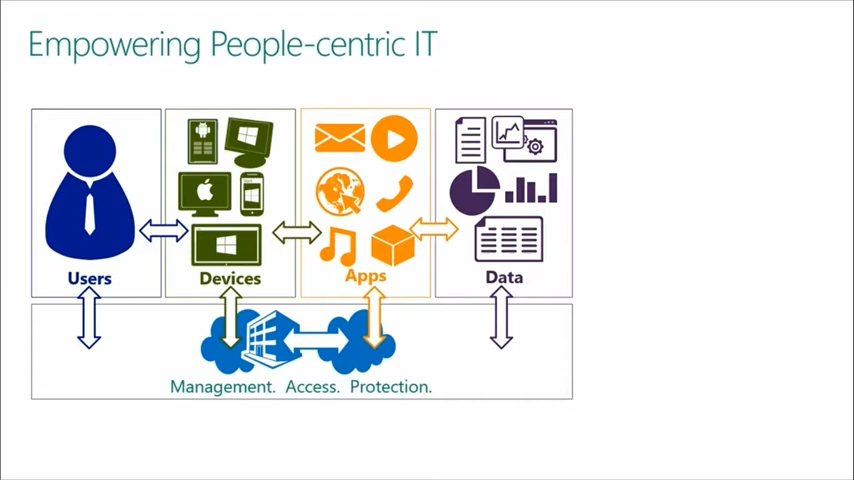 Empowering People-centric IT
Users
Devices
Apps
Data
Management. Access. Protection.